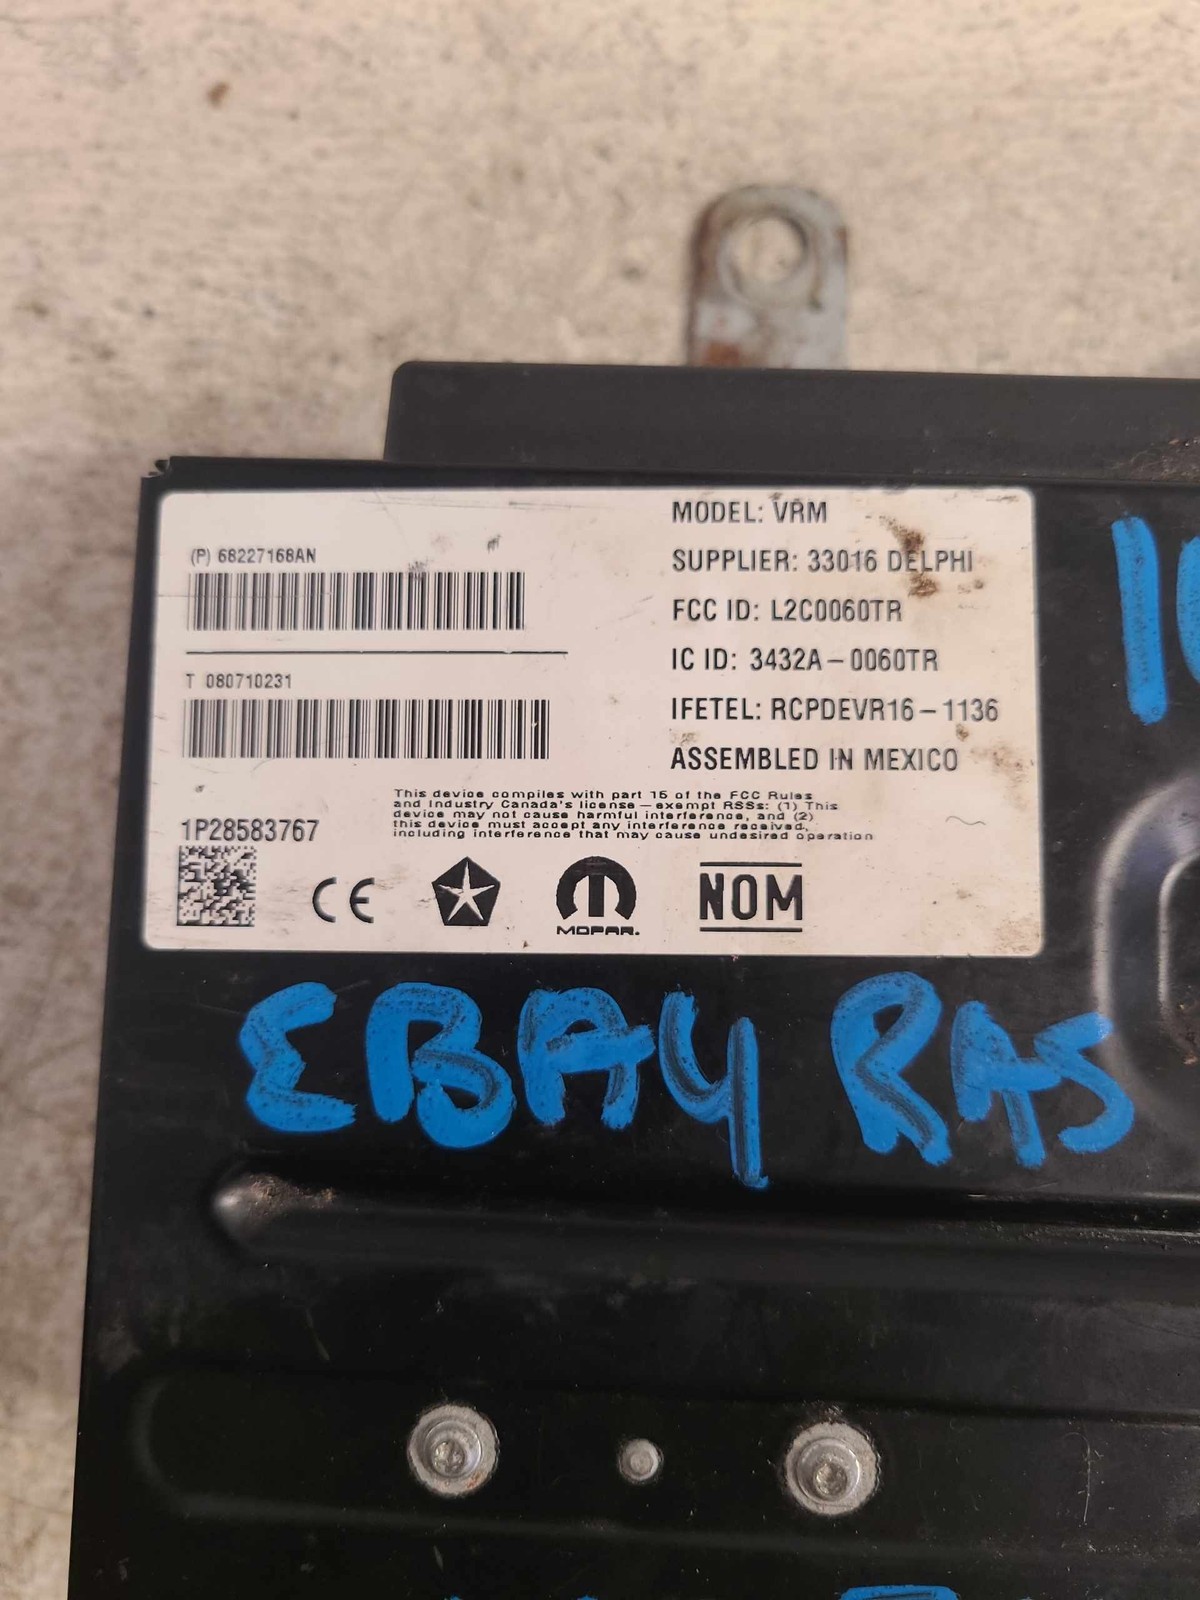 (P) 68227168AN
T 080710231
1P28583767
MODEL: VRM
SUPPLIER: 33016 DELPHI
FCC ID: L2C0060TR
IC ID: 3432A-0060TR
IFETEL: RCPDEVR16-1136
ASSEMBLED IN MEXICO
This device complies with part 15 of the FCC Rules
and Industry Canada's license-exempt RSSs: (1) This
device may not cause harmful interference, and (2)
this device must accept any interference received,
including interference that may cause undesired operation
CE
MOPAR.
NOM
EBAY RAS